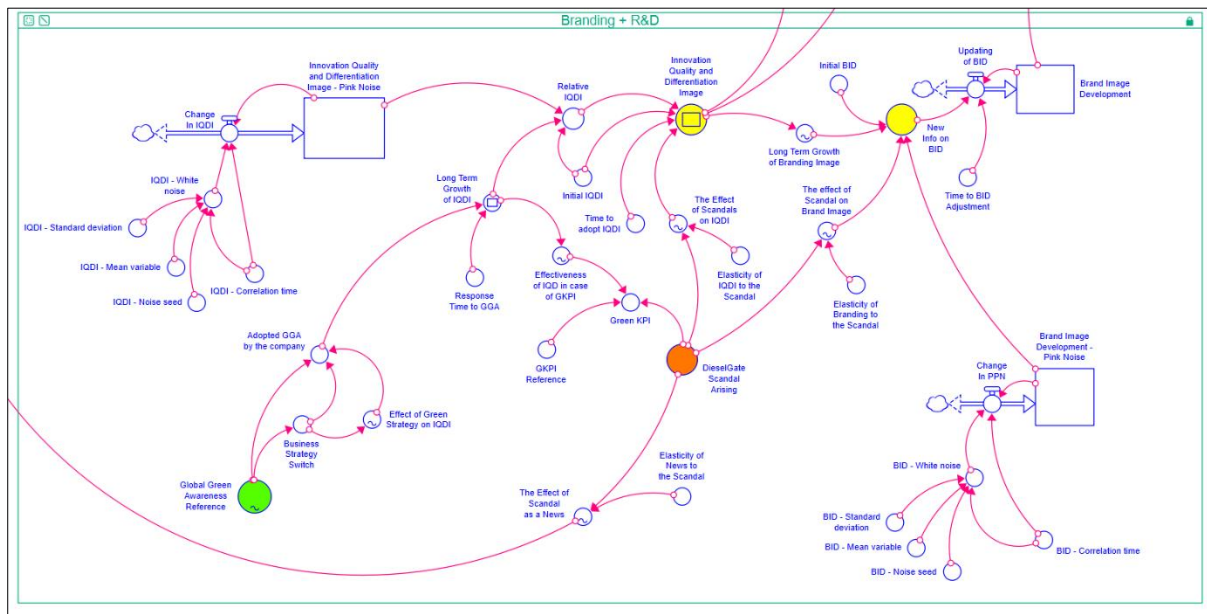 Branding + R&D
Innovation Quality
and Differentiation
Image - Pink Noise
Change
In IQDI
IQDI - White
noise
IQDI - Standard deviation
IQDI - Mean variable
IQDI - Noise seed
IQDI - Correlation time
Relative
IQDI
Long Term
Growth
of IQDI
Initial IQDI
Innovation
Quality and
Differentiation
Image
Time to
adopt IQDI
The Effect
of Scandals
on IQDI
Elasticity of
IQDI to the
Scandal
Response
Time to GGA
Effectiveness
of IQD in case
of GKPI
Green KPI
GKPI
Reference
DieselGate
Scandal
Arising
Adopted GGA
by the company
Effect of Green
Strategy on IQDI
Business
Strategy
Switch
Global Green
Awareness
Reference
The Effect of
Scandal
as a News
Elasticity of
News to
the Scandal
Initial BID
Long Term Growth
of Branding Image
The effect of
Scandal on
Brand Image
Elasticity of
Branding to
the Scandal
Updating
of BID
Brand Image
Development
New
Info on
BID
Time to BID
Adjustment
Brand Image
Development -
Pink Noise
Change
In PPN
BID - White noise
BID - Standard
deviation
BID - Mean variable
BID - Noise seed
BID - Correlation time